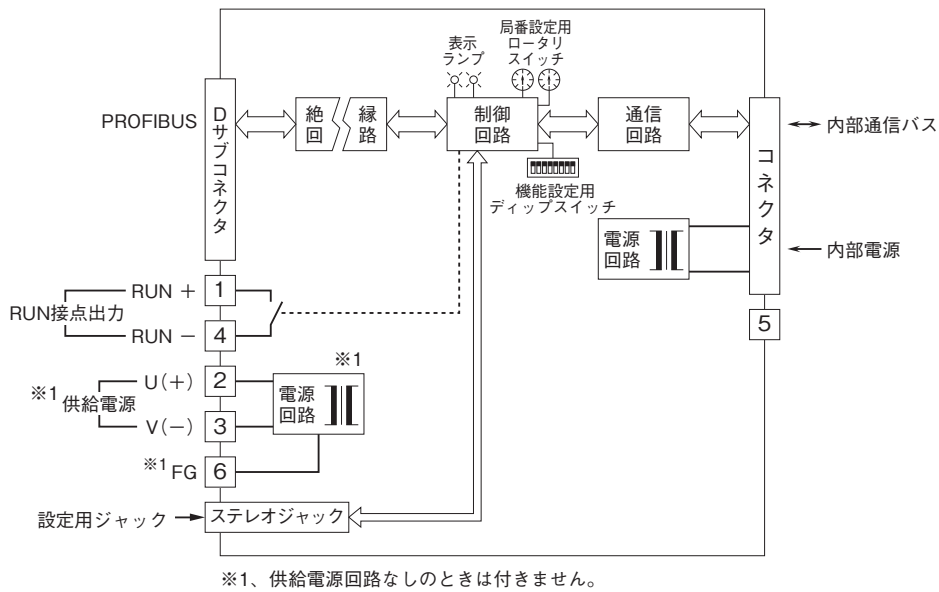 局番設定用
ロータリ
スイッチ
表示
ランプ
PROFIBUS
Dサブコネクタ
絶 縁
回 路
制御
回路
通信
回路
コネクタ
内部通信バス
機能設定用
ディップスイッチ
電源
回路
内部電源
RUN接点出力
RUN +
1
RUN −
4
5
※1
※1 供給電源
U(+)
2
V(−)
3
電源
回路
※1 FG
6
設定用ジャック
ステレオジャック
※1、供給電源回路なしのときは付きません。